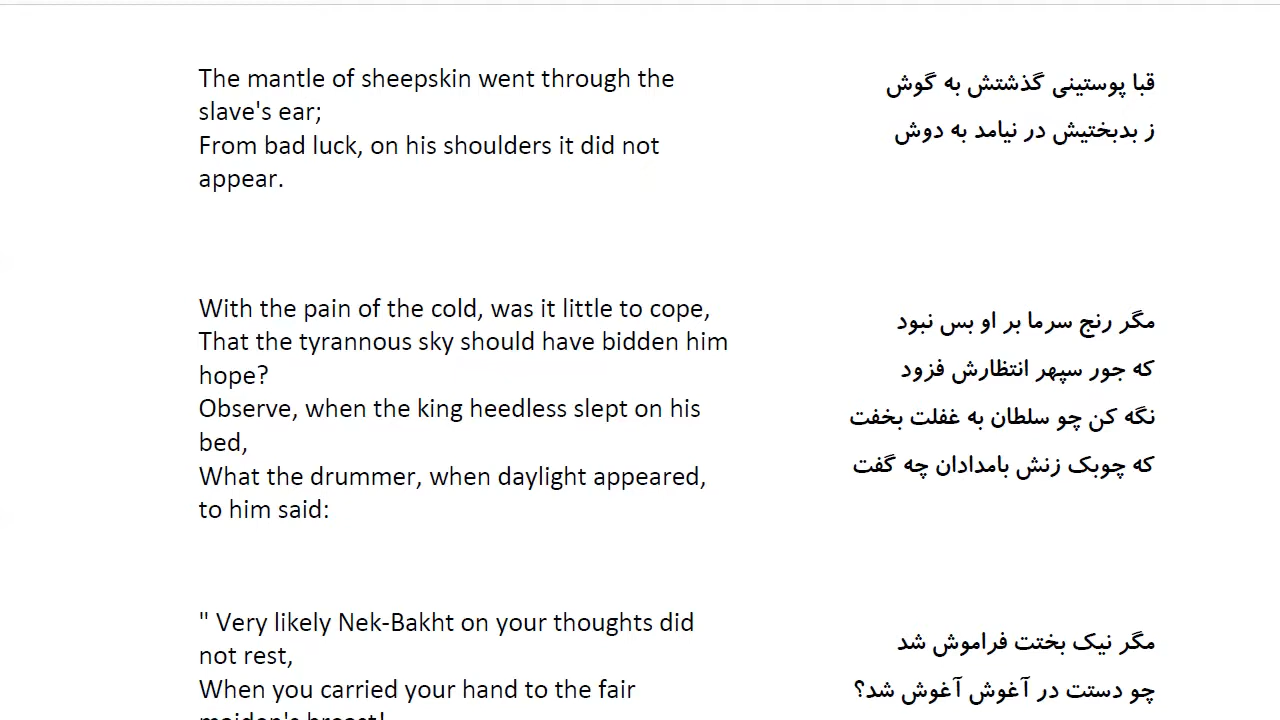 The mantle of sheepskin went through the
slave's ear;
From bad luck, on his shoulders it did not
appear.
قبا پوستینی گذشتش به گوش
ز بدبختیش در نیامد به دوش
With the pain of the cold, was it little to cope,
That the tyrannous sky should have bidden him
hope?
Observe, when the king heedless slept on his
bed,
What the drummer, when daylight appeared,
to him said:
مگر رنج سرما بر او بس نبود
که جور سپهر انتظارش فزود
نگه کن چو سلطان به غفلت بخفت
که چوبک زنش بامدادان چه گفت
" Very likely Nek-Bakht on your thoughts did
not rest,
When you carried your hand to the fair
maiden's breast!
مگر نیک بختت فراموش شد
چو دستت در آغوش آغوش شد؟